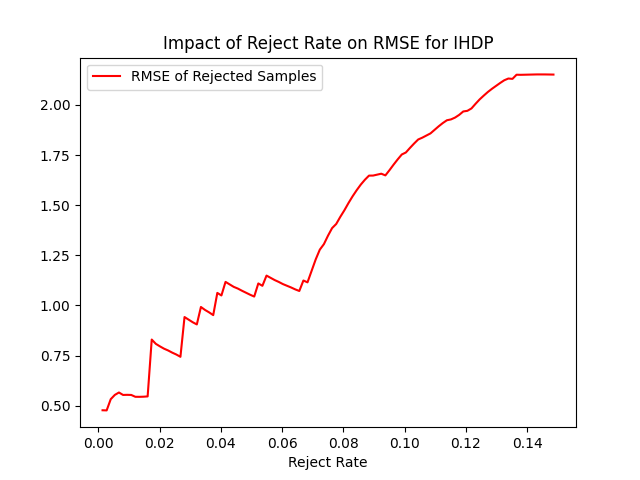 Impact of Reject Rate on RMSE for IHDP
RMSE of Rejected Samples
2.00
1.75
1.50
1.25
1.00
0.75
0.50
0.00 0.02 0.04 0.06 0.08 0.10 0.12 0.14
Reject Rate